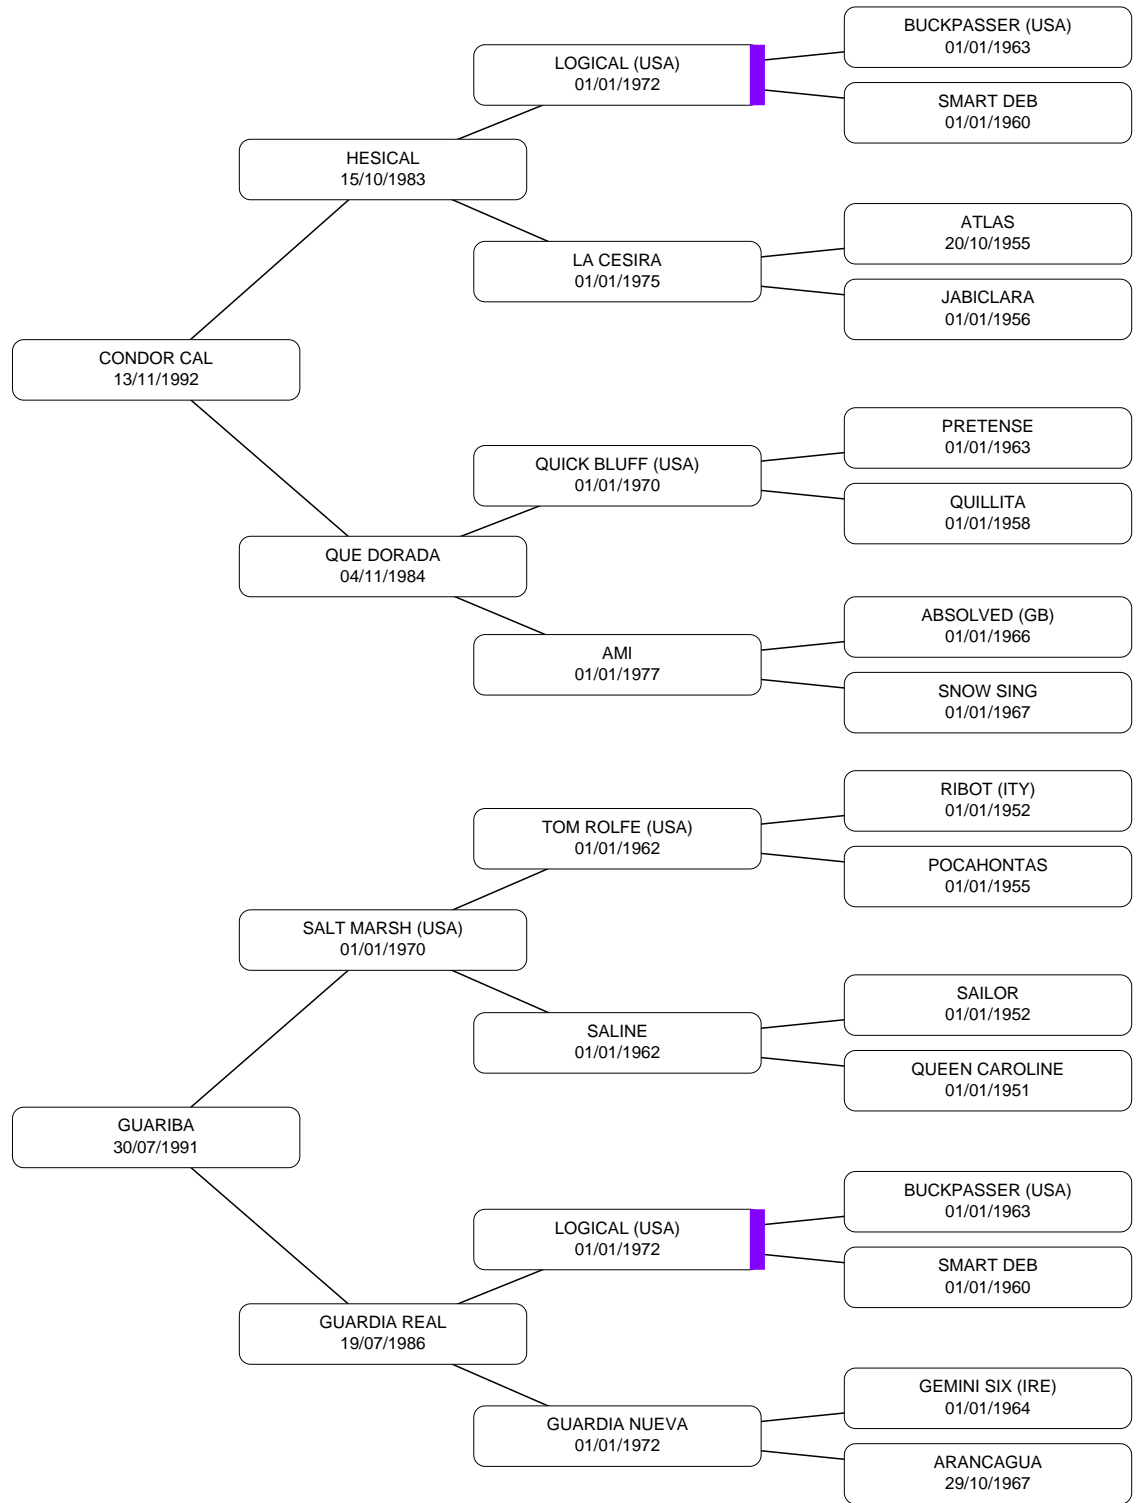 BUCKPASSER (USA)
01/01/1963
LOGICAL (USA)
01/01/1972
SMART DEB
01/01/1960
HESICAL
15/10/1983
ATLAS
20/10/1955
LA CESIRA
01/01/1975
JABICLARA
01/01/1956
CONDOR CAL
13/11/1992
PRETENSE
01/01/1963
QUICK BLUFF (USA)
01/01/1970
QUILLITA
01/01/1958
QUE DORADA
04/11/1984
ABSOLVED (GB)
01/01/1966
AMI
01/01/1977
SNOW SING
01/01/1967
RIBOT (ITY)
01/01/1952
TOM ROLFE (USA)
01/01/1962
POCAHONTAS
01/01/1955
SALT MARSH (USA)
01/01/1970
SAILOR
01/01/1952
SALINE
01/01/1962
QUEEN CAROLINE
01/01/1951
GUARIBA
30/07/1991
BUCKPASSER (USA)
01/01/1963
LOGICAL (USA)
01/01/1972
SMART DEB
01/01/1960
GUARDIA REAL
19/07/1986
GEMINI SIX (IRE)
01/01/1964
GUARDIA NUEVA
01/01/1972
ARANCAGUA
29/10/1967